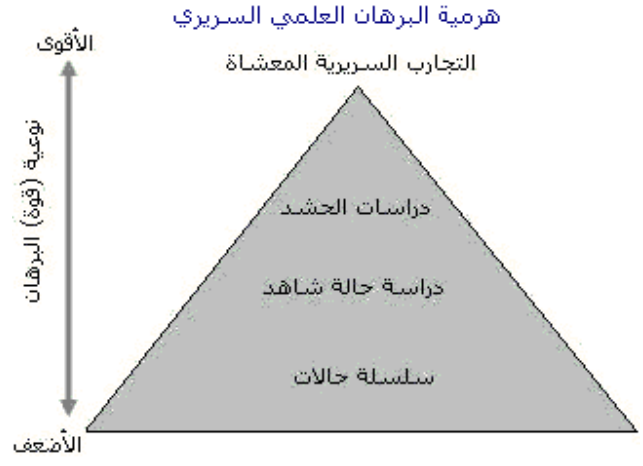 هرمية البرهان العلمي السريري
الأقوى
التجارب السريرية المعشاة
نوعية (قوة) البرهان
دراسات الحشد
دراسة حالة شاهد
سلسلة حالات
الأضعف